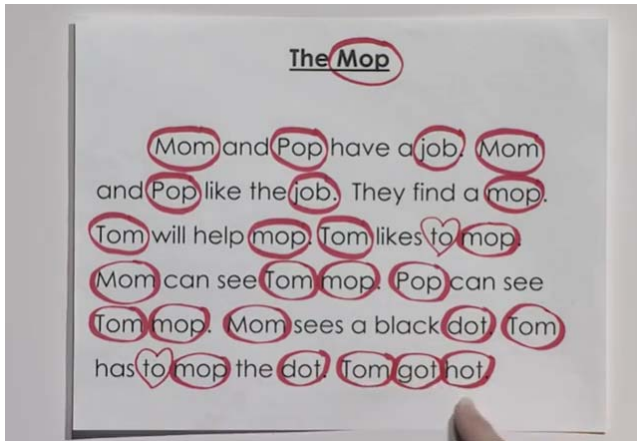 The Mop
Mom and Pop have a job. Mom
and Pop like the job. They find a mop.
Tom will help mop. Tom likes to mop.
Mom can see Tom mop. Pop can see
Tom mop. Mom sees a black dot. Tom
has to mop the dot. Tom got hot.